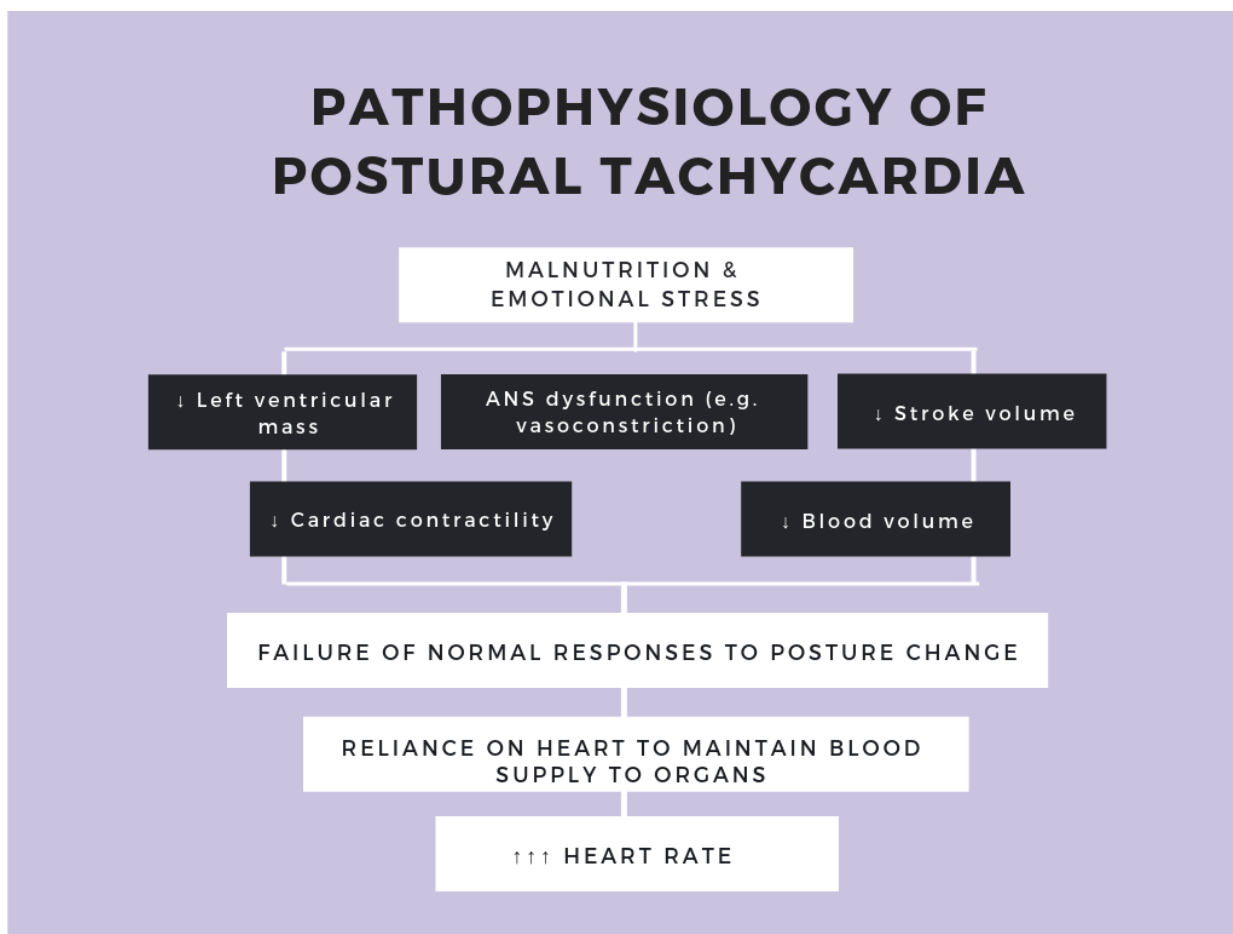 PATHOPHYSIOLOGY OF
POSTURAL TACHYCARDIA
MALNUTRITION &
EMOTIONAL STRESS
↓ Left ventricular
mass
ANS dysfunction (e.g.
vasoconstriction)
↓ Stroke volume
↓ Cardiac contractility
↓ Blood volume
FAILURE OF NORMAL RESPONSES TO POSTURE CHANGE
RELIANCE ON HEART TO MAINTAIN BLOOD
SUPPLY TO ORGANS
↑↑↑ HEART RATE